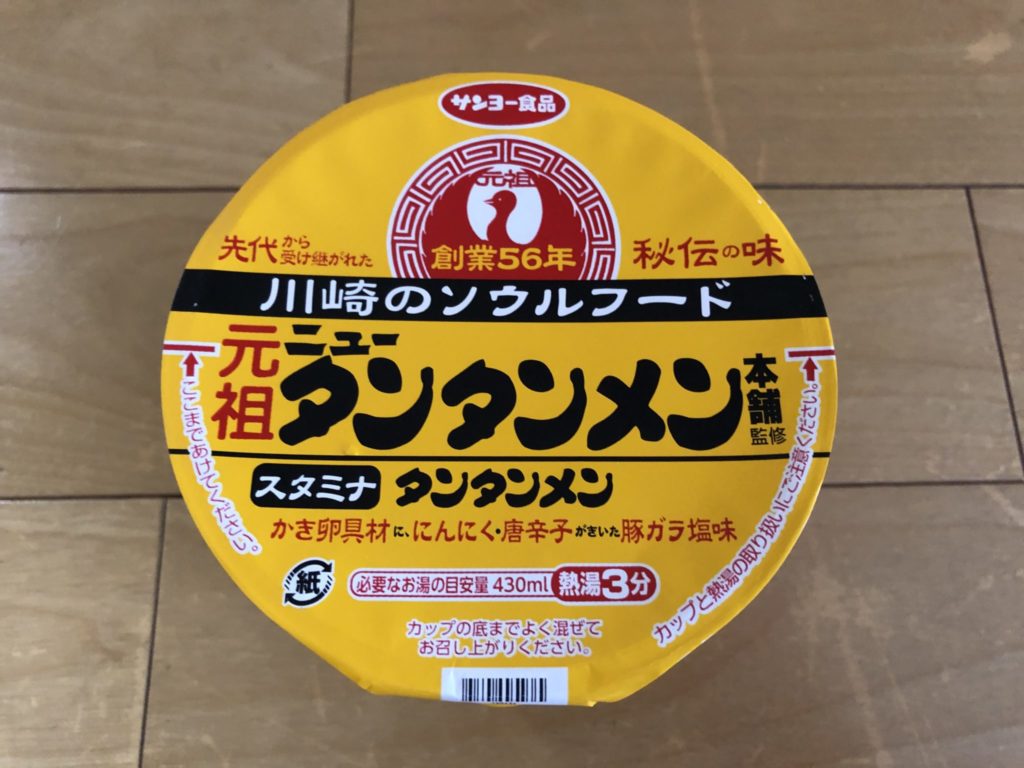 サンヨー食品
元祖
創業56年
先代から受け継がれた
秘伝の味
川崎のソウルフード
元祖ニュータンタンメン本舗監修
スタミナ タンタンメン
かき卵具材に、にんにく・唐辛子がきいた豚ガラ塩味
紙
必要なお湯の目安量 430ml 熱湯3分
カップの底までよく混ぜて
お召し上がりください。
ここまであけてください。
カップと熱湯の取り扱いにご注意ください。